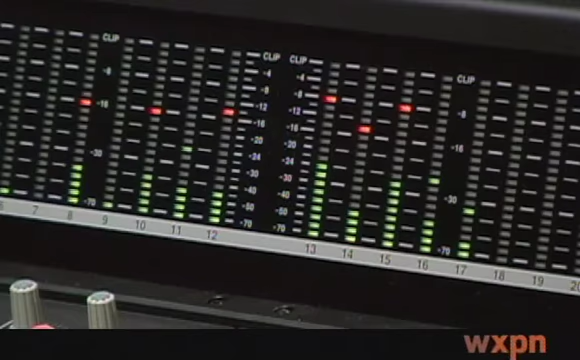 CLIP CLIP CLIP CLIP
-4 -4
-8 -8 -8 -8
-12 -12
-16 -16 -16 -16
-20 -20
-24 -24
-30 -30 -30 -30
-40 -40
-50 -50
-70 -70 -70 -70
7 8 9 10 11 12 13 14 15 16 17 18 19 20
wxpn